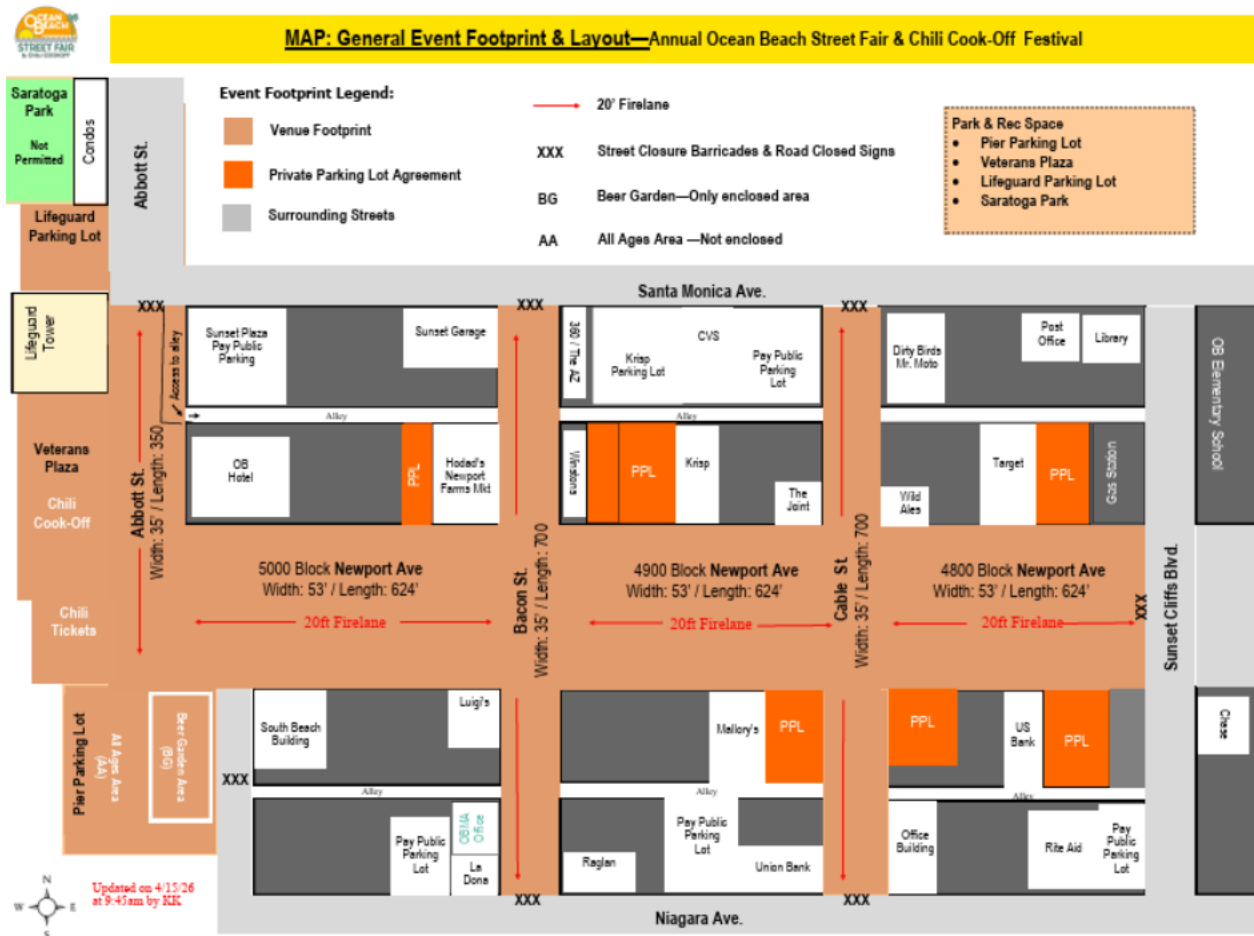 OCEAN
BEACH
STREET FAIR
& CHILI COOKOFF
MAP: General Event Footprint & Layout—Annual Ocean Beach Street Fair & Chili Cook-Off Festival
Saratoga
Park
Not
Permitted
Condos
Abbott St.
Lifeguard
Parking Lot
Event Footprint Legend:
Venue Footprint
Private Parking Lot Agreement
Surrounding Streets
20' Firelane
XXX Street Closure Barricades & Road Closed Signs
BG Beer Garden—Only enclosed area
AA All Ages Area —Not enclosed
Park & Rec Space
• Pier Parking Lot
• Veterans Plaza
• Lifeguard Parking Lot
• Saratoga Park
Santa Monica Ave.
XXX
XXX
XXX
Lifeguard
Tower
Access to alley
Sunset Plaza
Pay Public
Parking
Sunset Garage
360 / The AZ
Krisp
Parking Lot
CVS
Pay Public
Parking
Lot
Dirty Birds
Mr. Moto
Post
Office
Library
OB Elementary School
Alley
Alley
Veterans
Plaza
Chili
Cook-Off
Chili
Tickets
Abbott St.
Width: 35' / Length: 350
OB
Hotel
PPL
Hodad's
Newport
Farms Mkt
Winstons
PPL
Krisp
The
Joint
Wild
Ales
Target
PPL
Gas Station
5000 Block Newport Ave
Width: 53' / Length: 624'
20ft Firelane
Bacon St.
Width: 35' / Length: 700
4900 Block Newport Ave
Width: 53' / Length: 624'
20ft Firelane
Cable St.
Width: 35' / Length: 700
4800 Block Newport Ave
Width: 53' / Length: 624'
20ft Firelane
XXX
Sunset Cliffs Blvd.
Pier Parking Lot
All Ages Area
(AA)
Beer Garden Area
(BG)
XXX
South Beach
Building
Luigi's
Mallory's
PPL
PPL
US
Bank
PPL
Chase
Alley
Alley
Alley
Pay Public
Parking
Lot
OBMA
Office
La
Dona
Raglan
Pay Public
Parking
Lot
Union Bank
Office
Building
Rite Aid
Pay
Public
Parking
Lot
XXX
XXX
Niagara Ave.
N
W
E
S
Updated on 4/15/26
at 9:45am by KK